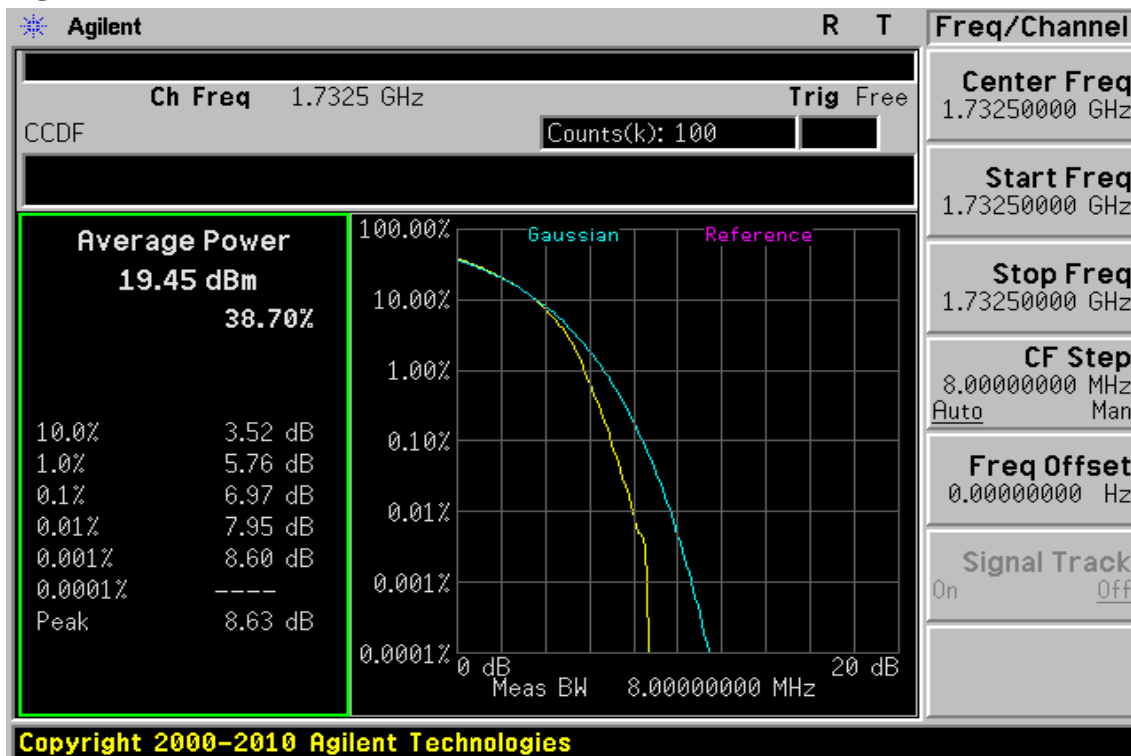 Agilent R T Freq/Channel
Ch Freq 1.7325 GHz Trig Free
CCDF Counts(k): 100
Average Power
19.45 dBm
38.70%
10.0% 3.52 dB
1.0% 5.76 dB
0.1% 6.97 dB
0.01% 7.95 dB
0.001% 8.60 dB
0.0001% ----
Peak 8.63 dB
100.00% Gaussian Reference
10.00%
1.00%
0.10%
0.01%
0.001%
0.0001%
0 dB 20 dB
Meas BW 8.00000000 MHz
Center Freq
1.73250000 GHz
Start Freq
1.73250000 GHz
Stop Freq
1.73250000 GHz
CF Step
8.00000000 MHz
Auto Man
Freq Offset
0.00000000 Hz
Signal Track
On Off
Copyright 2000-2010 Agilent Technologies